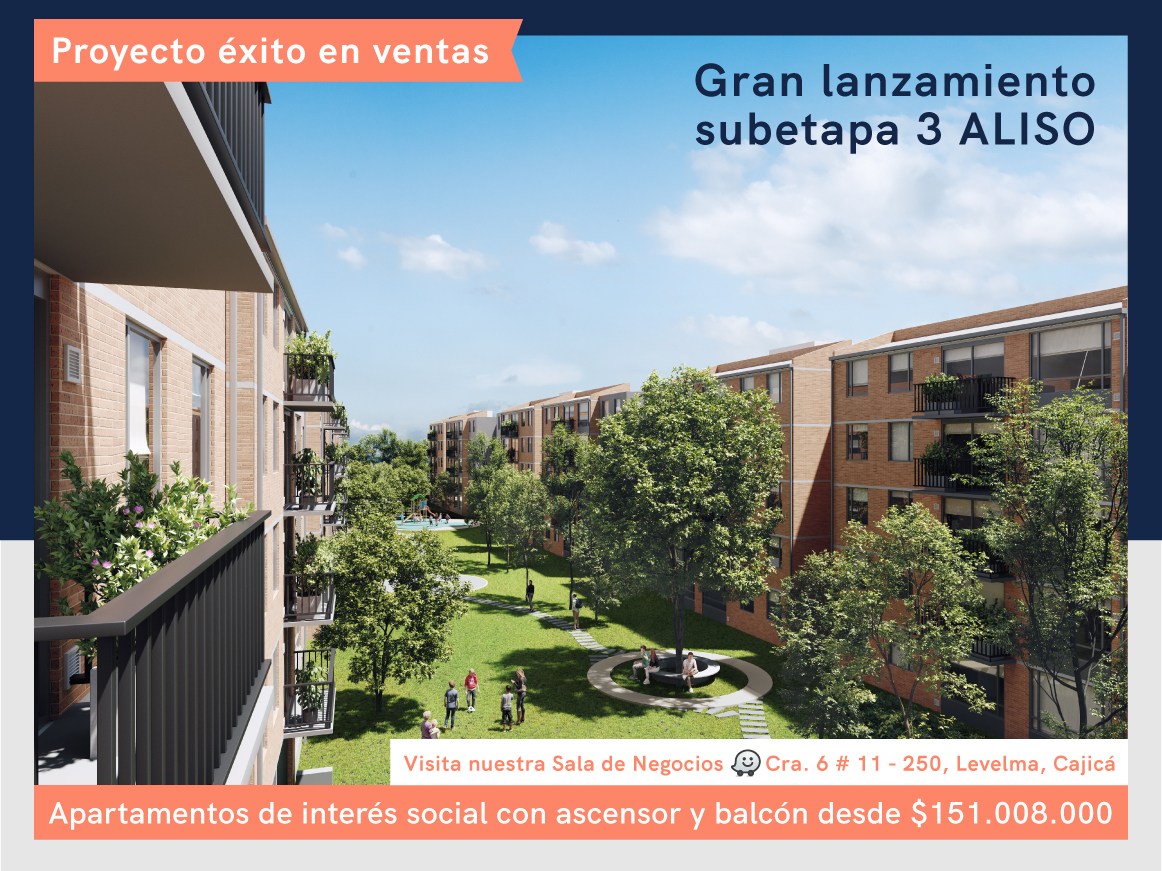 Proyecto éxito en ventas
Gran lanzamiento
subetapa 3 ALISO
Visita nuestra Sala de Negocios Cra. 6 # 11 - 250, Levelma, Cajicá
Apartamentos de interés social con ascensor y balcón desde $151.008.000